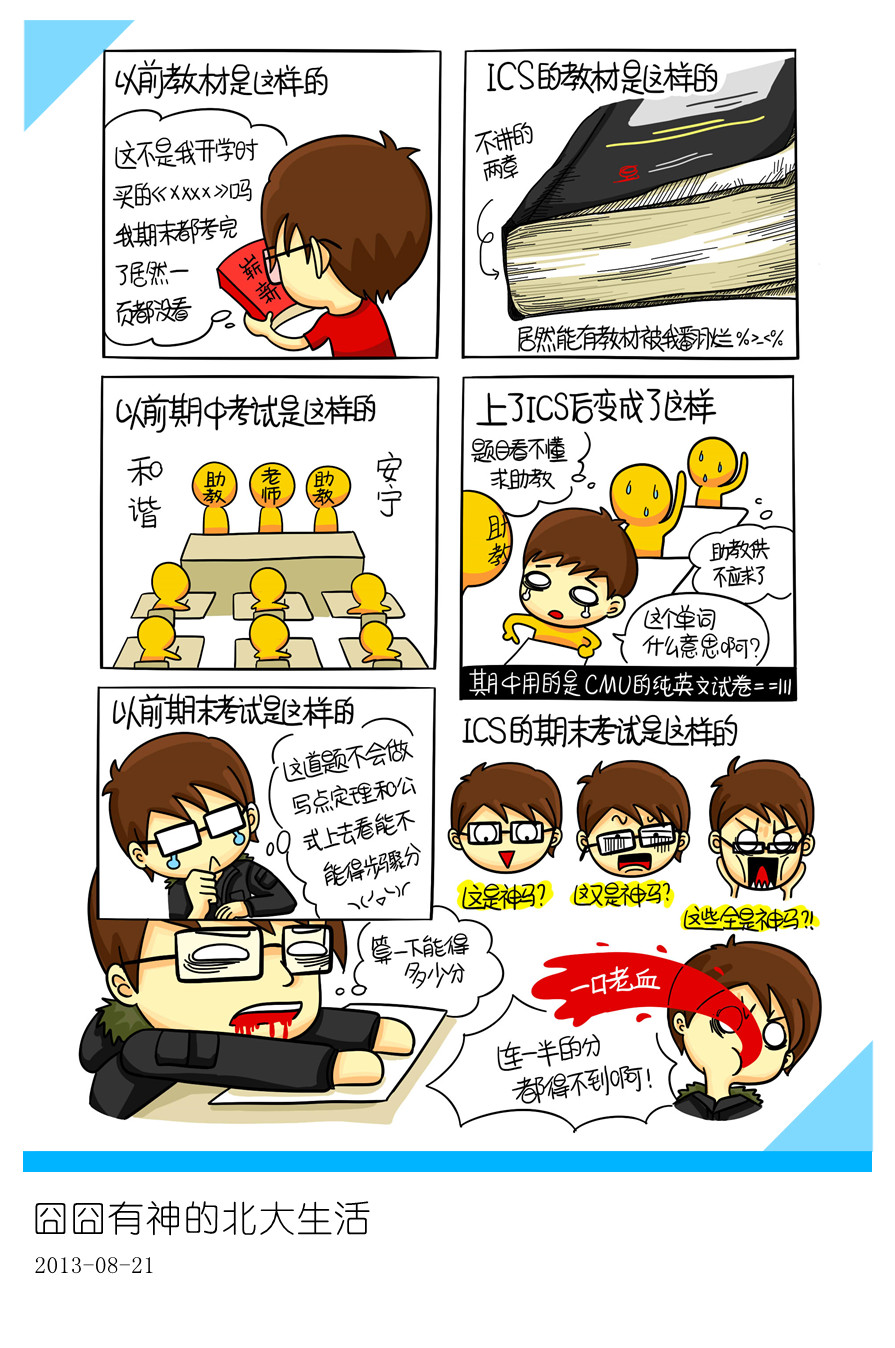 以前教材是这样的
这不是我开学时
买的《xxxx》吗
我期末都考完
了居然一
页都没看
崭新
ICS的教材是这样的
不讲的
两章
居然能有教材被我翻烂%>_<%
以前期中考试是这样的
和谐
助教
老师
助教
安宁
上了ICS后变成了这样
题目看不懂
求助教
助教
助教供
不应求了
这个单词
什么意思啊?
期中用的是CMU的纯英文试卷==|||
以前期末考试是这样的
这道题不会做
写点定理和公
式上去看能不
能得步骤分
ICS的期末考试是这样的
这是神马?
这又是神马?
这些全是神马?!
算一下能得
多少分
一口老血
连一半的分
都得不到啊!
囧囧有神的北大生活
2013-08-21